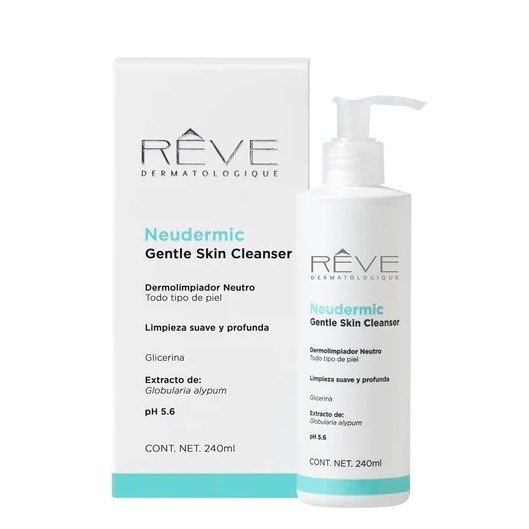 RÊVE
DERMATOLOGIQUE
Neudermic
Gentle Skin Cleanser
Dermolimpiador Neutro
Todo tipo de piel
Limpieza suave y profunda
Glicerina
Extracto de:
Globularia alypum
pH 5.6
CONT. NET. 240ml
RÊVE
DERMATOLOGIQUE
Neudermic
Gentle Skin Cleanser
Dermolimpiador Neutro
Todo tipo de piel
Limpieza suave y profunda
Glicerina
Extracto de:
Globularia alypum
pH 5.6
CONT. NET. 240ml